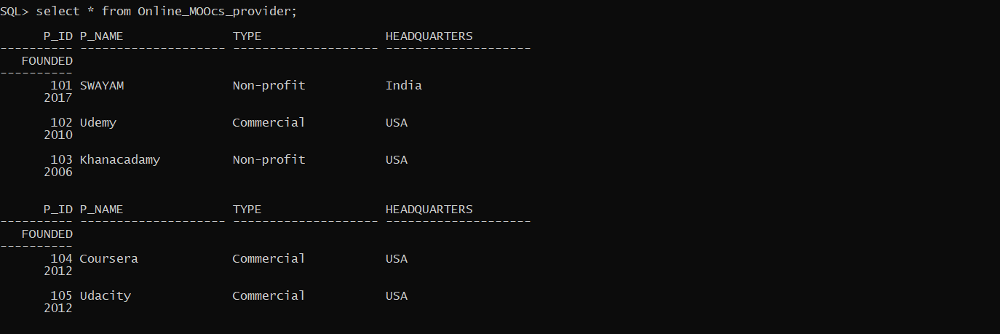 SQL> select * from Online_MOOcs_provider;
      P_ID P_NAME               TYPE                 HEADQUARTERS
---------- -------------------- -------------------- --------------------
   FOUNDED
----------
       101 SWAYAM               Non-profit           India
      2017
       102 Udemy                Commercial           USA
      2010
       103 Khanacadamy          Non-profit           USA
      2006
      P_ID P_NAME               TYPE                 HEADQUARTERS
---------- -------------------- -------------------- --------------------
   FOUNDED
----------
       104 Coursera             Commercial           USA
      2012
       105 Udacity              Commercial           USA
      2012